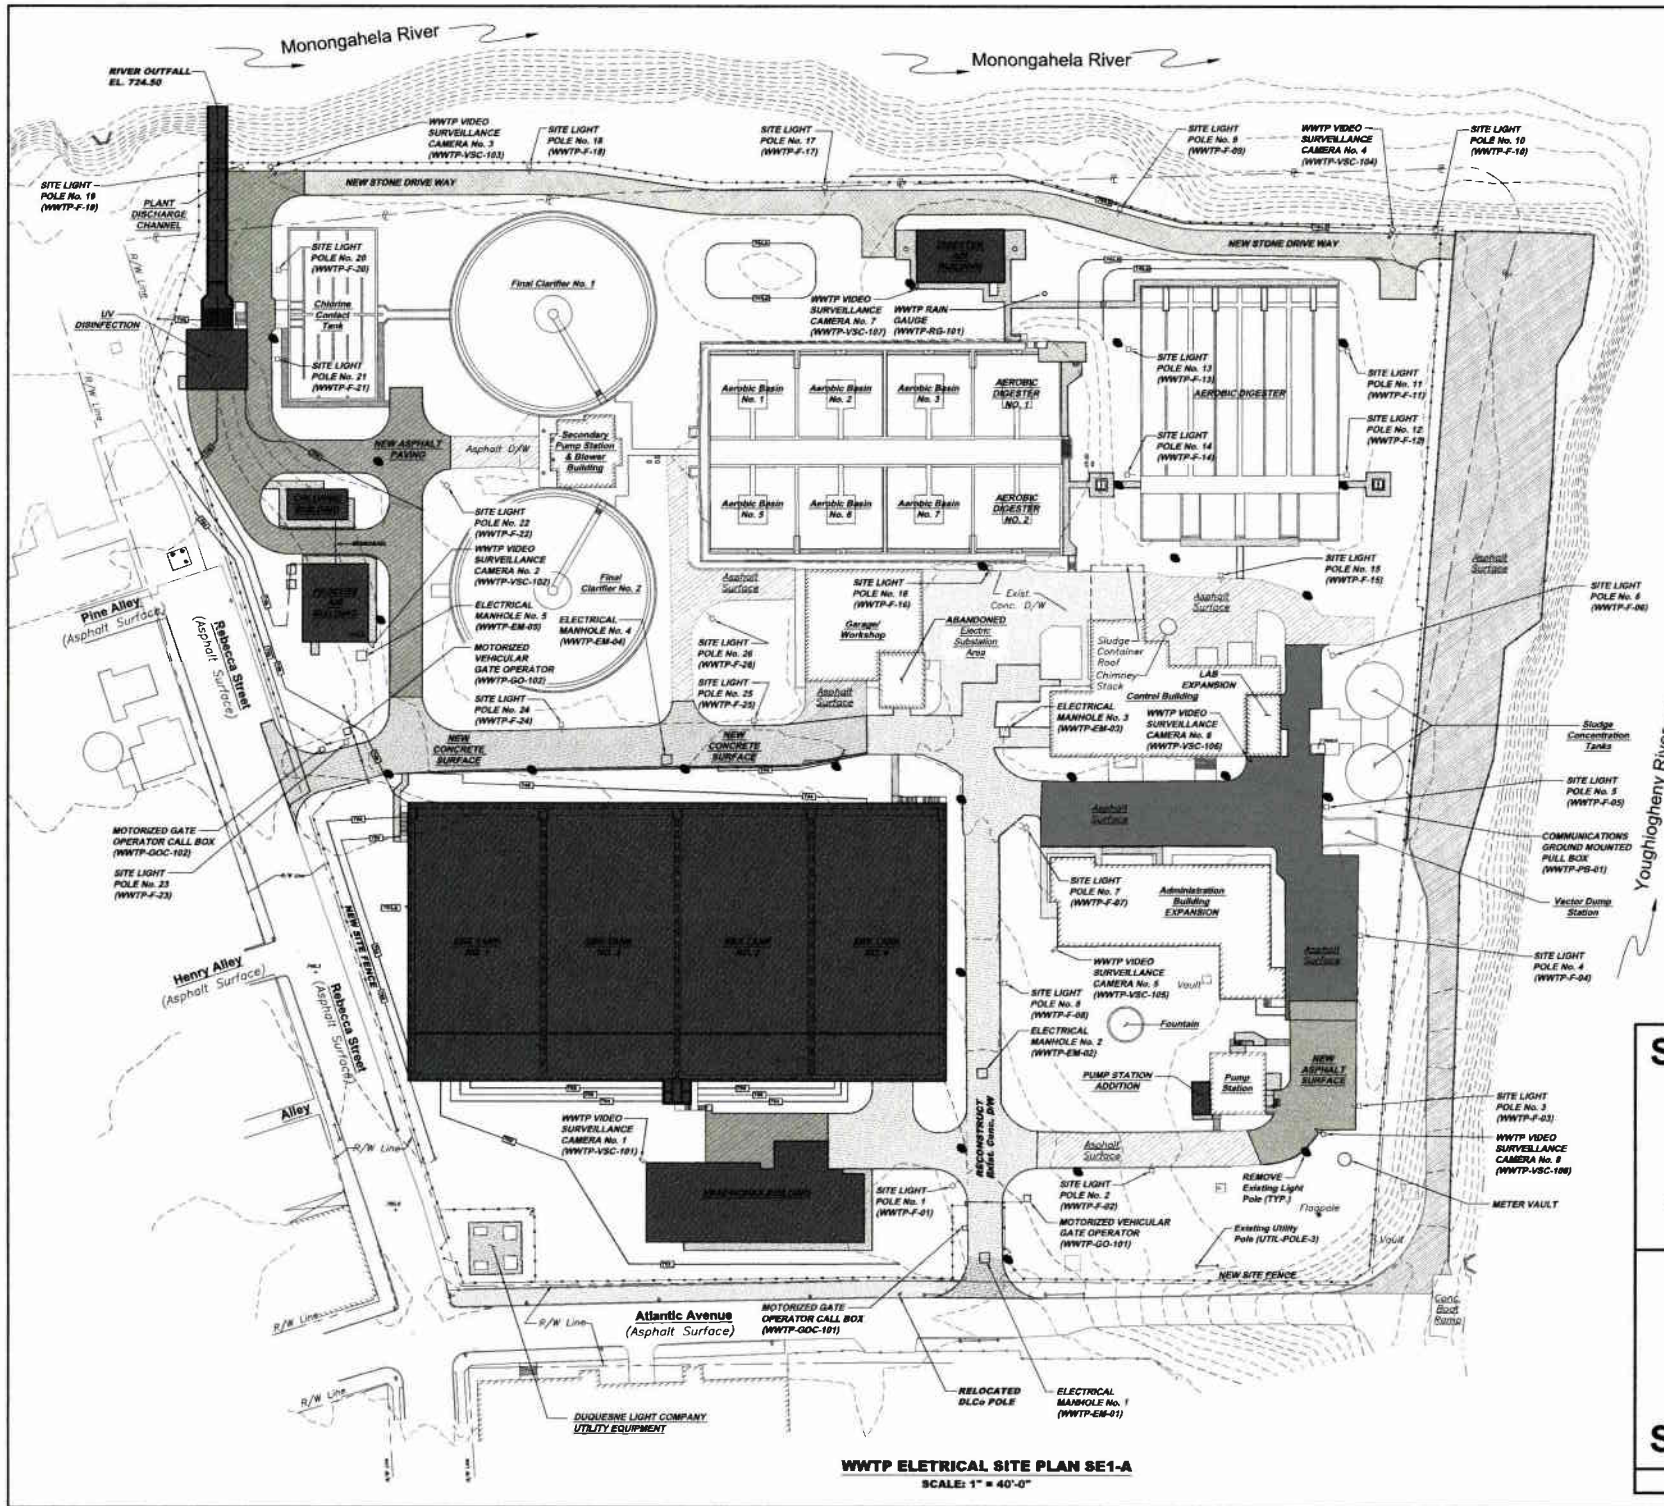 Monongahela River
Monongahela River
RIVER OUTFALL
EL. 724.50
WWTP VIDEO
SURVEILLANCE
CAMERA No. 3
(WWTP-VSC-103)
SITE LIGHT
POLE No. 18
(WWTP-F-18)
SITE LIGHT
POLE No. 17
(WWTP-F-17)
SITE LIGHT
POLE No. 9
(WWTP-F-09)
WWTP VIDEO
SURVEILLANCE
CAMERA No. 4
(WWTP-VSC-104)
SITE LIGHT
POLE No. 10
(WWTP-F-10)
SITE LIGHT
POLE No. 19
(WWTP-F-19)
NEW STONE DRIVE WAY
PLANT
DISCHARGE
CHANNEL
R/W Line
NEW STONE DRIVE WAY
SITE LIGHT
POLE No. 20
(WWTP-F-20)
Chlorine
Contact
Tank
Final Clarifier No. 1
WWTP VIDEO
SURVEILLANCE
CAMERA No. 7
(WWTP-VSC-107)
WWTP RAIN
GAUGE
(WWTP-RG-101)
UV
DISINFECTION
SITE LIGHT
POLE No. 21
(WWTP-F-21)
R/W Line
SITE LIGHT
POLE No. 13
(WWTP-F-13)
AEROBIC DIGESTER
SITE LIGHT
POLE No. 11
(WWTP-F-11)
Aerobic Basin
No. 1
Aerobic Basin
No. 2
Aerobic Basin
No. 3
AEROBIC
DIGESTER
NO. 1
SITE LIGHT
POLE No. 12
(WWTP-F-12)
NEW ASPHALT
PAVING
Asphalt D/W
Secondary
Pump Station
& Blower
Building
SITE LIGHT
POLE No. 14
(WWTP-F-14)
Aerobic Basin
No. 5
Aerobic Basin
No. 6
Aerobic Basin
No. 7
AEROBIC
DIGESTER
NO. 2
SITE LIGHT
POLE No. 22
(WWTP-F-22)
WWTP VIDEO
SURVEILLANCE
CAMERA No. 2
(WWTP-VSC-102)
Final
Clarifier No. 2
ELECTRICAL
MANHOLE No. 5
(WWTP-EM-05)
ELECTRICAL
MANHOLE No. 4
(WWTP-EM-04)
MOTORIZED
VEHICULAR
GATE OPERATOR
(WWTP-GO-102)
SITE LIGHT
POLE No. 24
(WWTP-F-24)
Asphalt
Surface
SITE LIGHT
POLE No. 26
(WWTP-F-26)
SITE LIGHT
POLE No. 25
(WWTP-F-25)
Asphalt
Surface
Garage/
Workshop
SITE LIGHT
POLE No. 16
(WWTP-F-16)
Exist.
Conc. D/W
ABANDONED
Electric
Substation
Area
Sludge
Container
Roof
Chimney
Stack
Asphalt
Surface
SITE LIGHT
POLE No. 15
(WWTP-F-15)
Asphalt
Surface
SITE LIGHT
POLE No. 6
(WWTP-F-06)
LAB
EXPANSION
Control Building
ELECTRICAL
MANHOLE No. 3
(WWTP-EM-03)
WWTP VIDEO
SURVEILLANCE
CAMERA No. 6
(WWTP-VSC-106)
Sludge
Concentration
Tanks
Pine Alley
(Asphalt Surface)
Rebecca Street
(Asphalt Surface)
NEW
CONCRETE
SURFACE
NEW
CONCRETE
SURFACE
Asphalt
Surface
SITE LIGHT
POLE No. 5
(WWTP-F-05)
COMMUNICATIONS
GROUND MOUNTED
PULL BOX
(WWTP-PB-01)
Youghiogheny River
Vactor Dump
Station
MOTORIZED GATE
OPERATOR CALL BOX
(WWTP-GOC-102)
SITE LIGHT
POLE No. 23
(WWTP-F-23)
R/W Line
NEW SITE FENCE
SITE LIGHT
POLE No. 7
(WWTP-F-07)
Administration
Building
EXPANSION
Asphalt
Surface
SITE LIGHT
POLE No. 4
(WWTP-F-04)
Henry Alley
(Asphalt Surface)
Rebecca Street
(Asphalt Surface)
WWTP VIDEO
SURVEILLANCE
CAMERA No. 5
(WWTP-VSC-105)
Vault
SITE LIGHT
POLE No. 8
(WWTP-F-08)
Fountain
ELECTRICAL
MANHOLE No. 2
(WWTP-EM-02)
PUMP STATION
ADDITION
Pump
Station
NEW
ASPHALT
SURFACE
SITE LIGHT
POLE No. 3
(WWTP-F-03)
Alley
R/W Line
WWTP VIDEO
SURVEILLANCE
CAMERA No. 1
(WWTP-VSC-101)
RECONSTRUCT
Exist. Conc. D/W
Asphalt
Surface
WWTP VIDEO
SURVEILLANCE
CAMERA No. 8
(WWTP-VSC-108)
SITE LIGHT
POLE No. 1
(WWTP-F-01)
SITE LIGHT
POLE No. 2
(WWTP-F-02)
REMOVE
Existing Light
Pole (TYP.)
Flagpole
METER VAULT
MOTORIZED VEHICULAR
GATE OPERATOR
(WWTP-GO-101)
Existing Utility
Pole (UTIL-POLE-3)
Vault
NEW SITE FENCE
R/W Line
R/W Line
Atlantic Avenue
(Asphalt Surface)
MOTORIZED GATE
OPERATOR CALL BOX
(WWTP-GOC-101)
Conc.
Boat
Ramp
R/W Line
RELOCATED
DLCo POLE
ELECTRICAL
MANHOLE No. 1
(WWTP-EM-01)
DUQUESNE LIGHT COMPANY
UTILITY EQUIPMENT
R/W Line
R/W Line
WWTP ELETRICAL SITE PLAN SE1-A
SCALE: 1" = 40'-0"
S
S